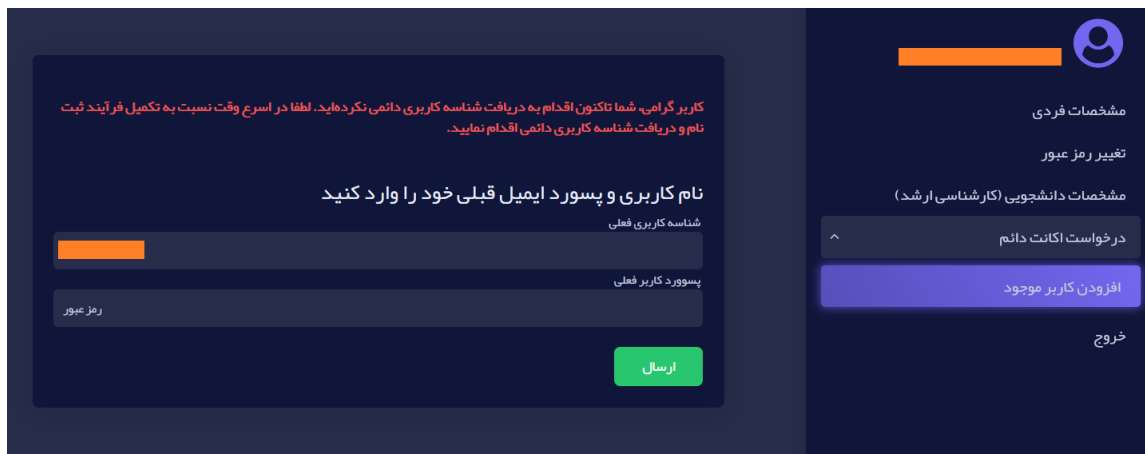 مشخصات فردی
تغییر رمز عبور
مشخصات دانشجویی (کارشناسی ارشد)
درخواست اکانت دائم
افزودن کاربر موجود
خروج
کاربر گرامی، شما تاکنون اقدام به دریافت شناسه کاربری دائمی نکرده‌اید. لطفا در اسرع وقت نسبت به تکمیل فرآیند ثبت
نام و دریافت شناسه کاربری دائمی اقدام نمایید.
نام کاربری و پسورد ایمیل قبلی خود را وارد کنید
شناسه کاربری فعلی
پسوورد کاربر فعلی
رمز عبور
ارسال